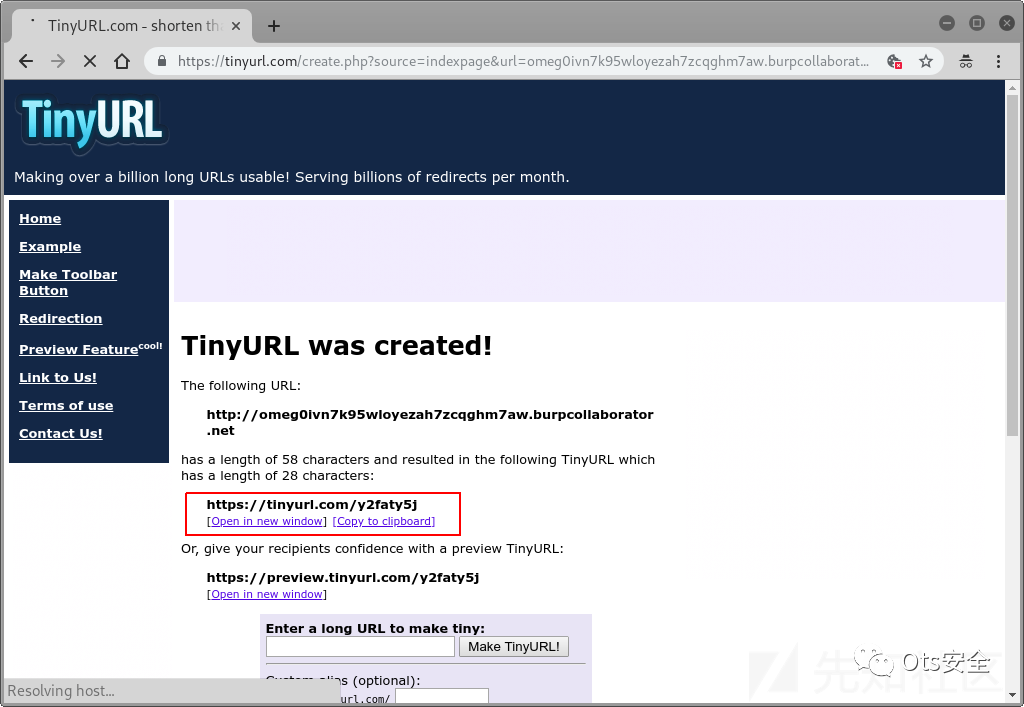 TinyURL.com - shorten tha
https://tinyurl.com/create.php?source=indexpage&url=omeg0ivn7k95wloyezah7zcqghm7aw.burpcollaborat...
TinyURL
Making over a billion long URLs usable! Serving billions of redirects per month.
Home
Example
Make Toolbar
Button
Redirection
Preview Feature cool!
Link to Us!
Terms of use
Contact Us!
TinyURL was created!
The following URL:
http://omeg0ivn7k95wloyezah7zcqghm7aw.burpcollaborator
.net
has a length of 58 characters and resulted in the following TinyURL which
has a length of 28 characters:
https://tinyurl.com/y2faty5j
[Open in new window] [Copy to clipboard]
Or, give your recipients confidence with a preview TinyURL:
https://preview.tinyurl.com/y2faty5j
[Open in new window]
Enter a long URL to make tiny:
Make TinyURL!
Custom alias (optional):
url.com/
Resolving host...
先知社区
Ots安全